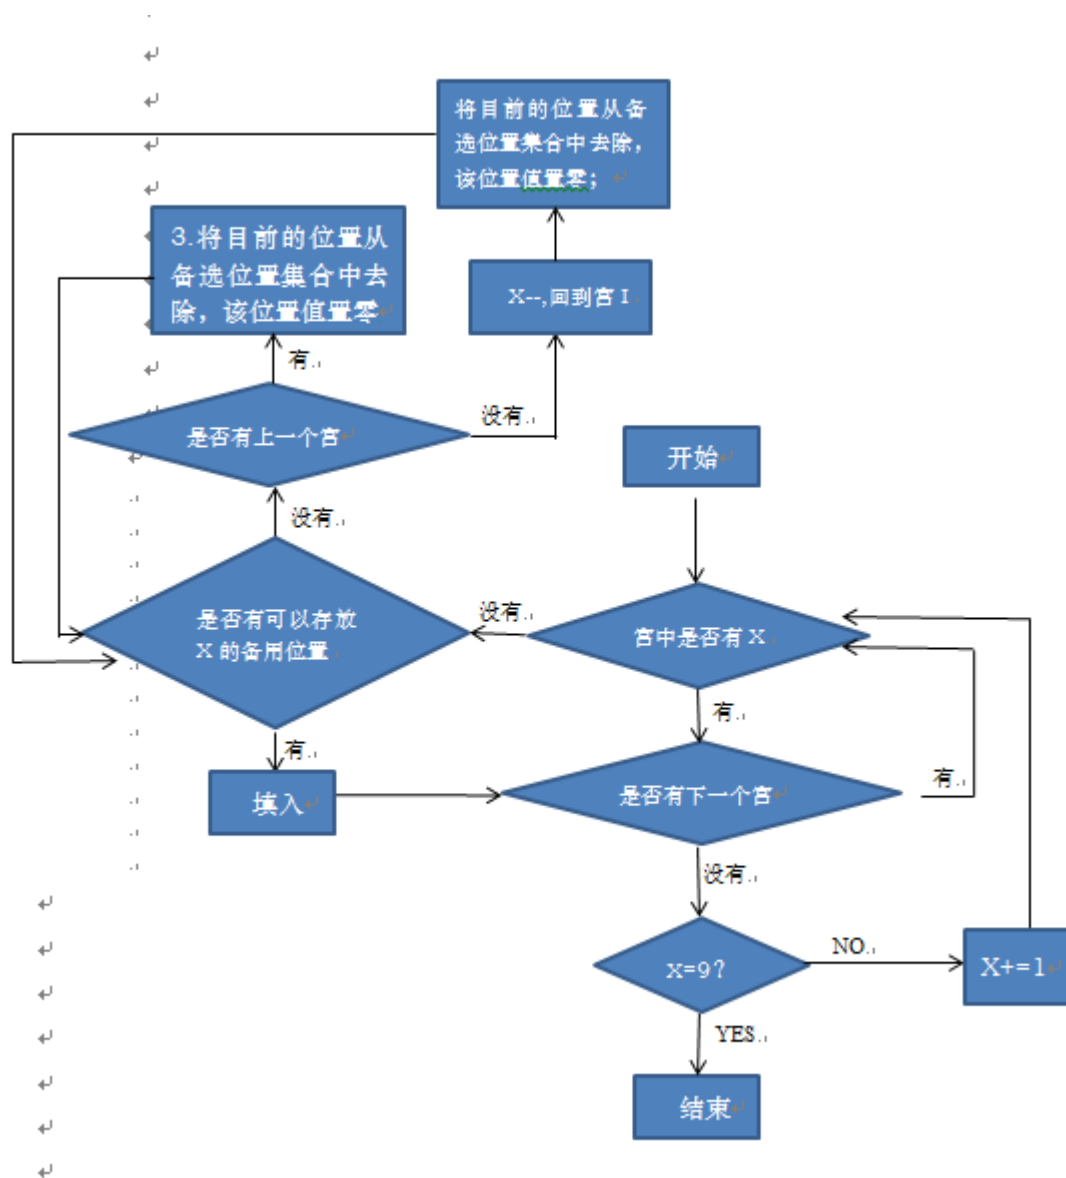 将目前的位置从备
选位置集合中去除，
该位置值置零；
3.将目前的位置从
备选位置集合中去
除，该位置值置零
X--,回到宫 I
有
是否有上一个宫
没有
开始
没有
是否有可以存放
X 的备用位置
没有
宫中是否有 X
有
有
填入
是否有下一个宫
有
没有
X=9?
NO
X+=1
YES
结束